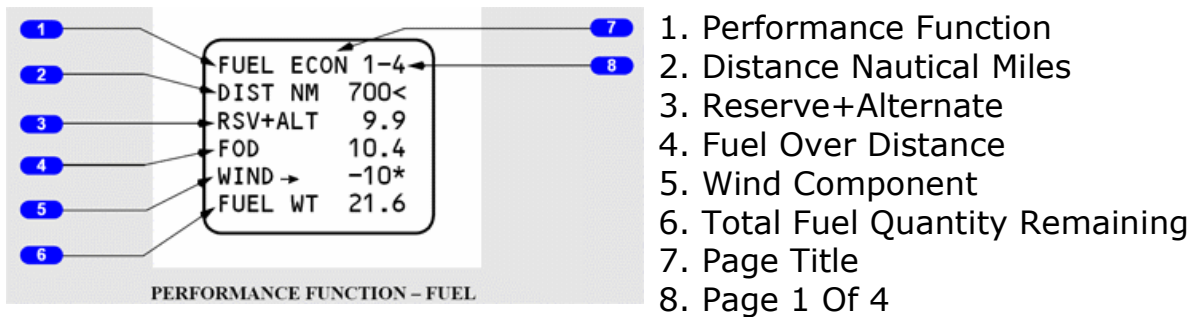 1
2
3
4
5
6
7
8
FUEL ECON 1-4
DIST NM 700<
RSV+ALT 9.9
FOD 10.4
WIND → -10*
FUEL WT 21.6
PERFORMANCE FUNCTION – FUEL
1. Performance Function
2. Distance Nautical Miles
3. Reserve+Alternate
4. Fuel Over Distance
5. Wind Component
6. Total Fuel Quantity Remaining
7. Page Title
8. Page 1 Of 4